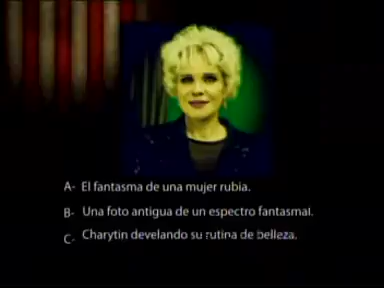 A- El fantasma de una mujer rubia.
B- Una foto antigua de un espectro fantasmal.
C- Charytin develando su rutina de belleza.